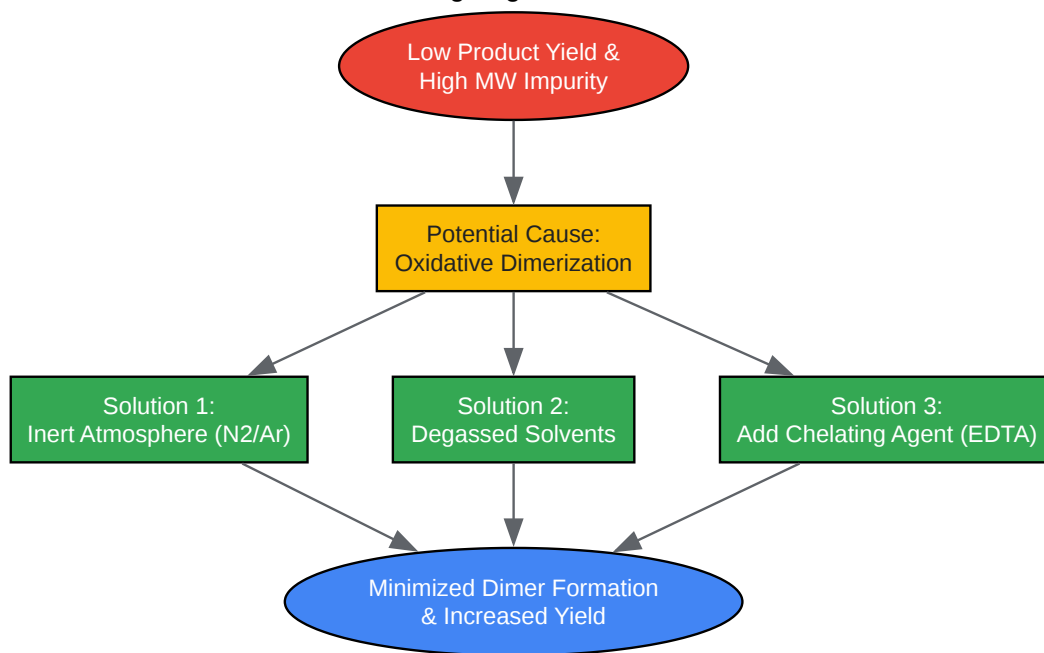 Low Product Yield &
High MW Impurity
Potential Cause:
Oxidative Dimerization
Solution 1:
Inert Atmosphere (N2/Ar)
Solution 2:
Degassed Solvents
Solution 3:
Add Chelating Agent (EDTA)
Minimized Dimer Formation
& Increased Yield